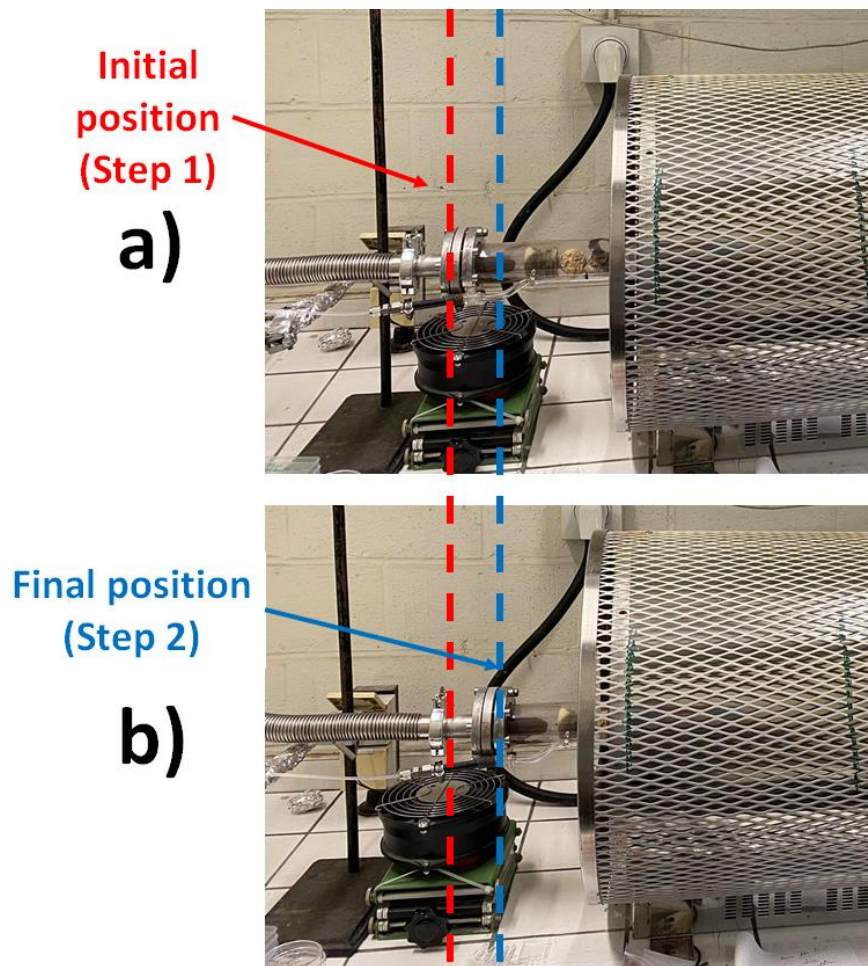 Initial
position
(Step 1)
a)
Final position
(Step 2)
b)